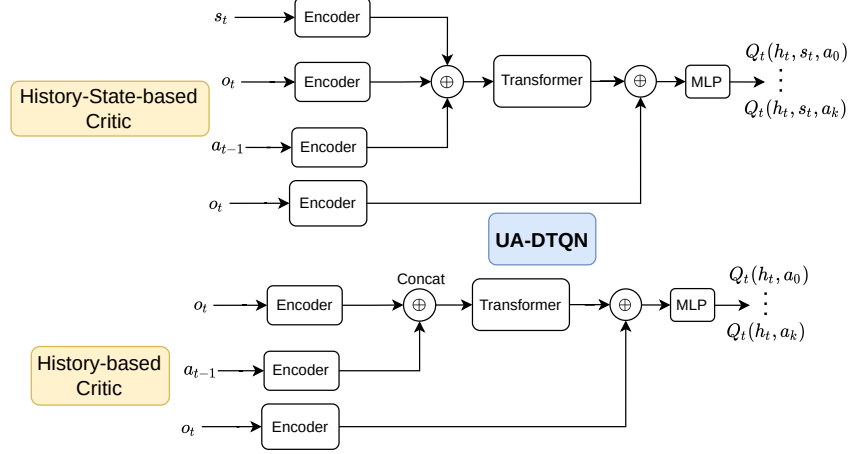 s_t
Encoder
o_t
Encoder
⊕
Transformer
⊕
MLP
Q_t(h_t, s_t, a_0)
⋮
Q_t(h_t, s_t, a_k)
History-State-based
Critic
a_{t-1}
Encoder
o_t
Encoder
UA-DTQN
Concat
o_t
Encoder
⊕
Transformer
⊕
MLP
Q_t(h_t, a_0)
⋮
Q_t(h_t, a_k)
History-based
Critic
a_{t-1}
Encoder
o_t
Encoder